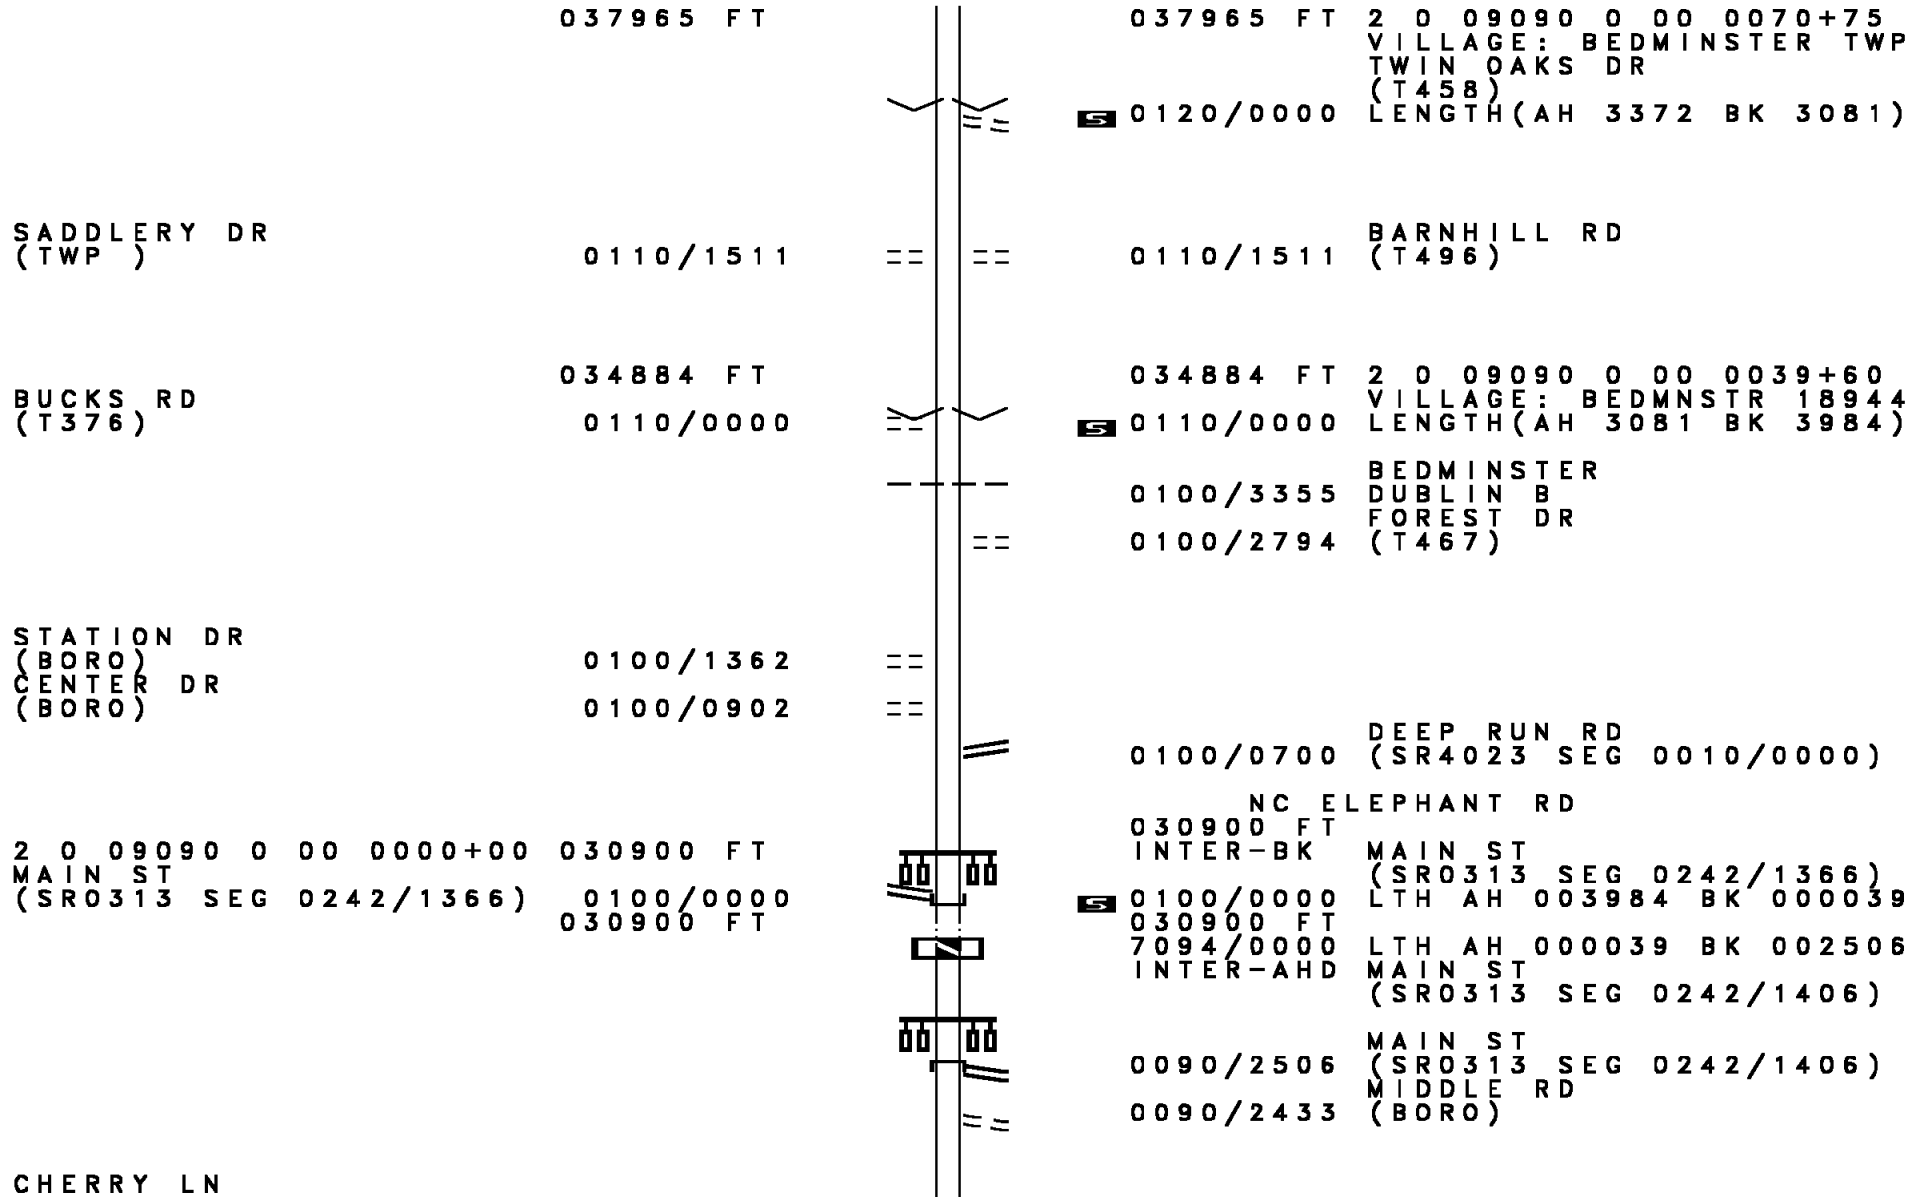 037965 FT 037965 FT 2 0 09090 0 00 0070+75
VILLAGE: BEDMINSTER TWP
TWIN OAKS DR
(T458)
S 0120/0000 LENGTH(AH 3372 BK 3081)
SADDLERY DR BARNHILL RD
(TWP ) 0110/1511 0110/1511 (T496)
034884 FT 034884 FT 2 0 09090 0 00 0039+60
BUCKS RD VILLAGE: BEDMNSTR 18944
(T376) 0110/0000 S 0110/0000 LENGTH(AH 3081 BK 3984)
BEDMINSTER
0100/3355 DUBLIN B
FOREST DR
0100/2794 (T467)
STATION DR
(BORO) 0100/1362
CENTER DR
(BORO) 0100/0902
DEEP RUN RD
0100/0700 (SR4023 SEG 0010/0000)
NC ELEPHANT RD
030900 FT
2 0 09090 0 00 0000+00 030900 FT INTER-BK MAIN ST
MAIN ST (SR0313 SEG 0242/1366)
(SR0313 SEG 0242/1366) 0100/0000 S 0100/0000 LTH AH 003984 BK 000039
030900 FT 030900 FT
7094/0000 LTH AH 000039 BK 002506
INTER-AHD MAIN ST
(SR0313 SEG 0242/1406)
MAIN ST
0090/2506 (SR0313 SEG 0242/1406)
MIDDLE RD
0090/2433 (BORO)
CHERRY LN